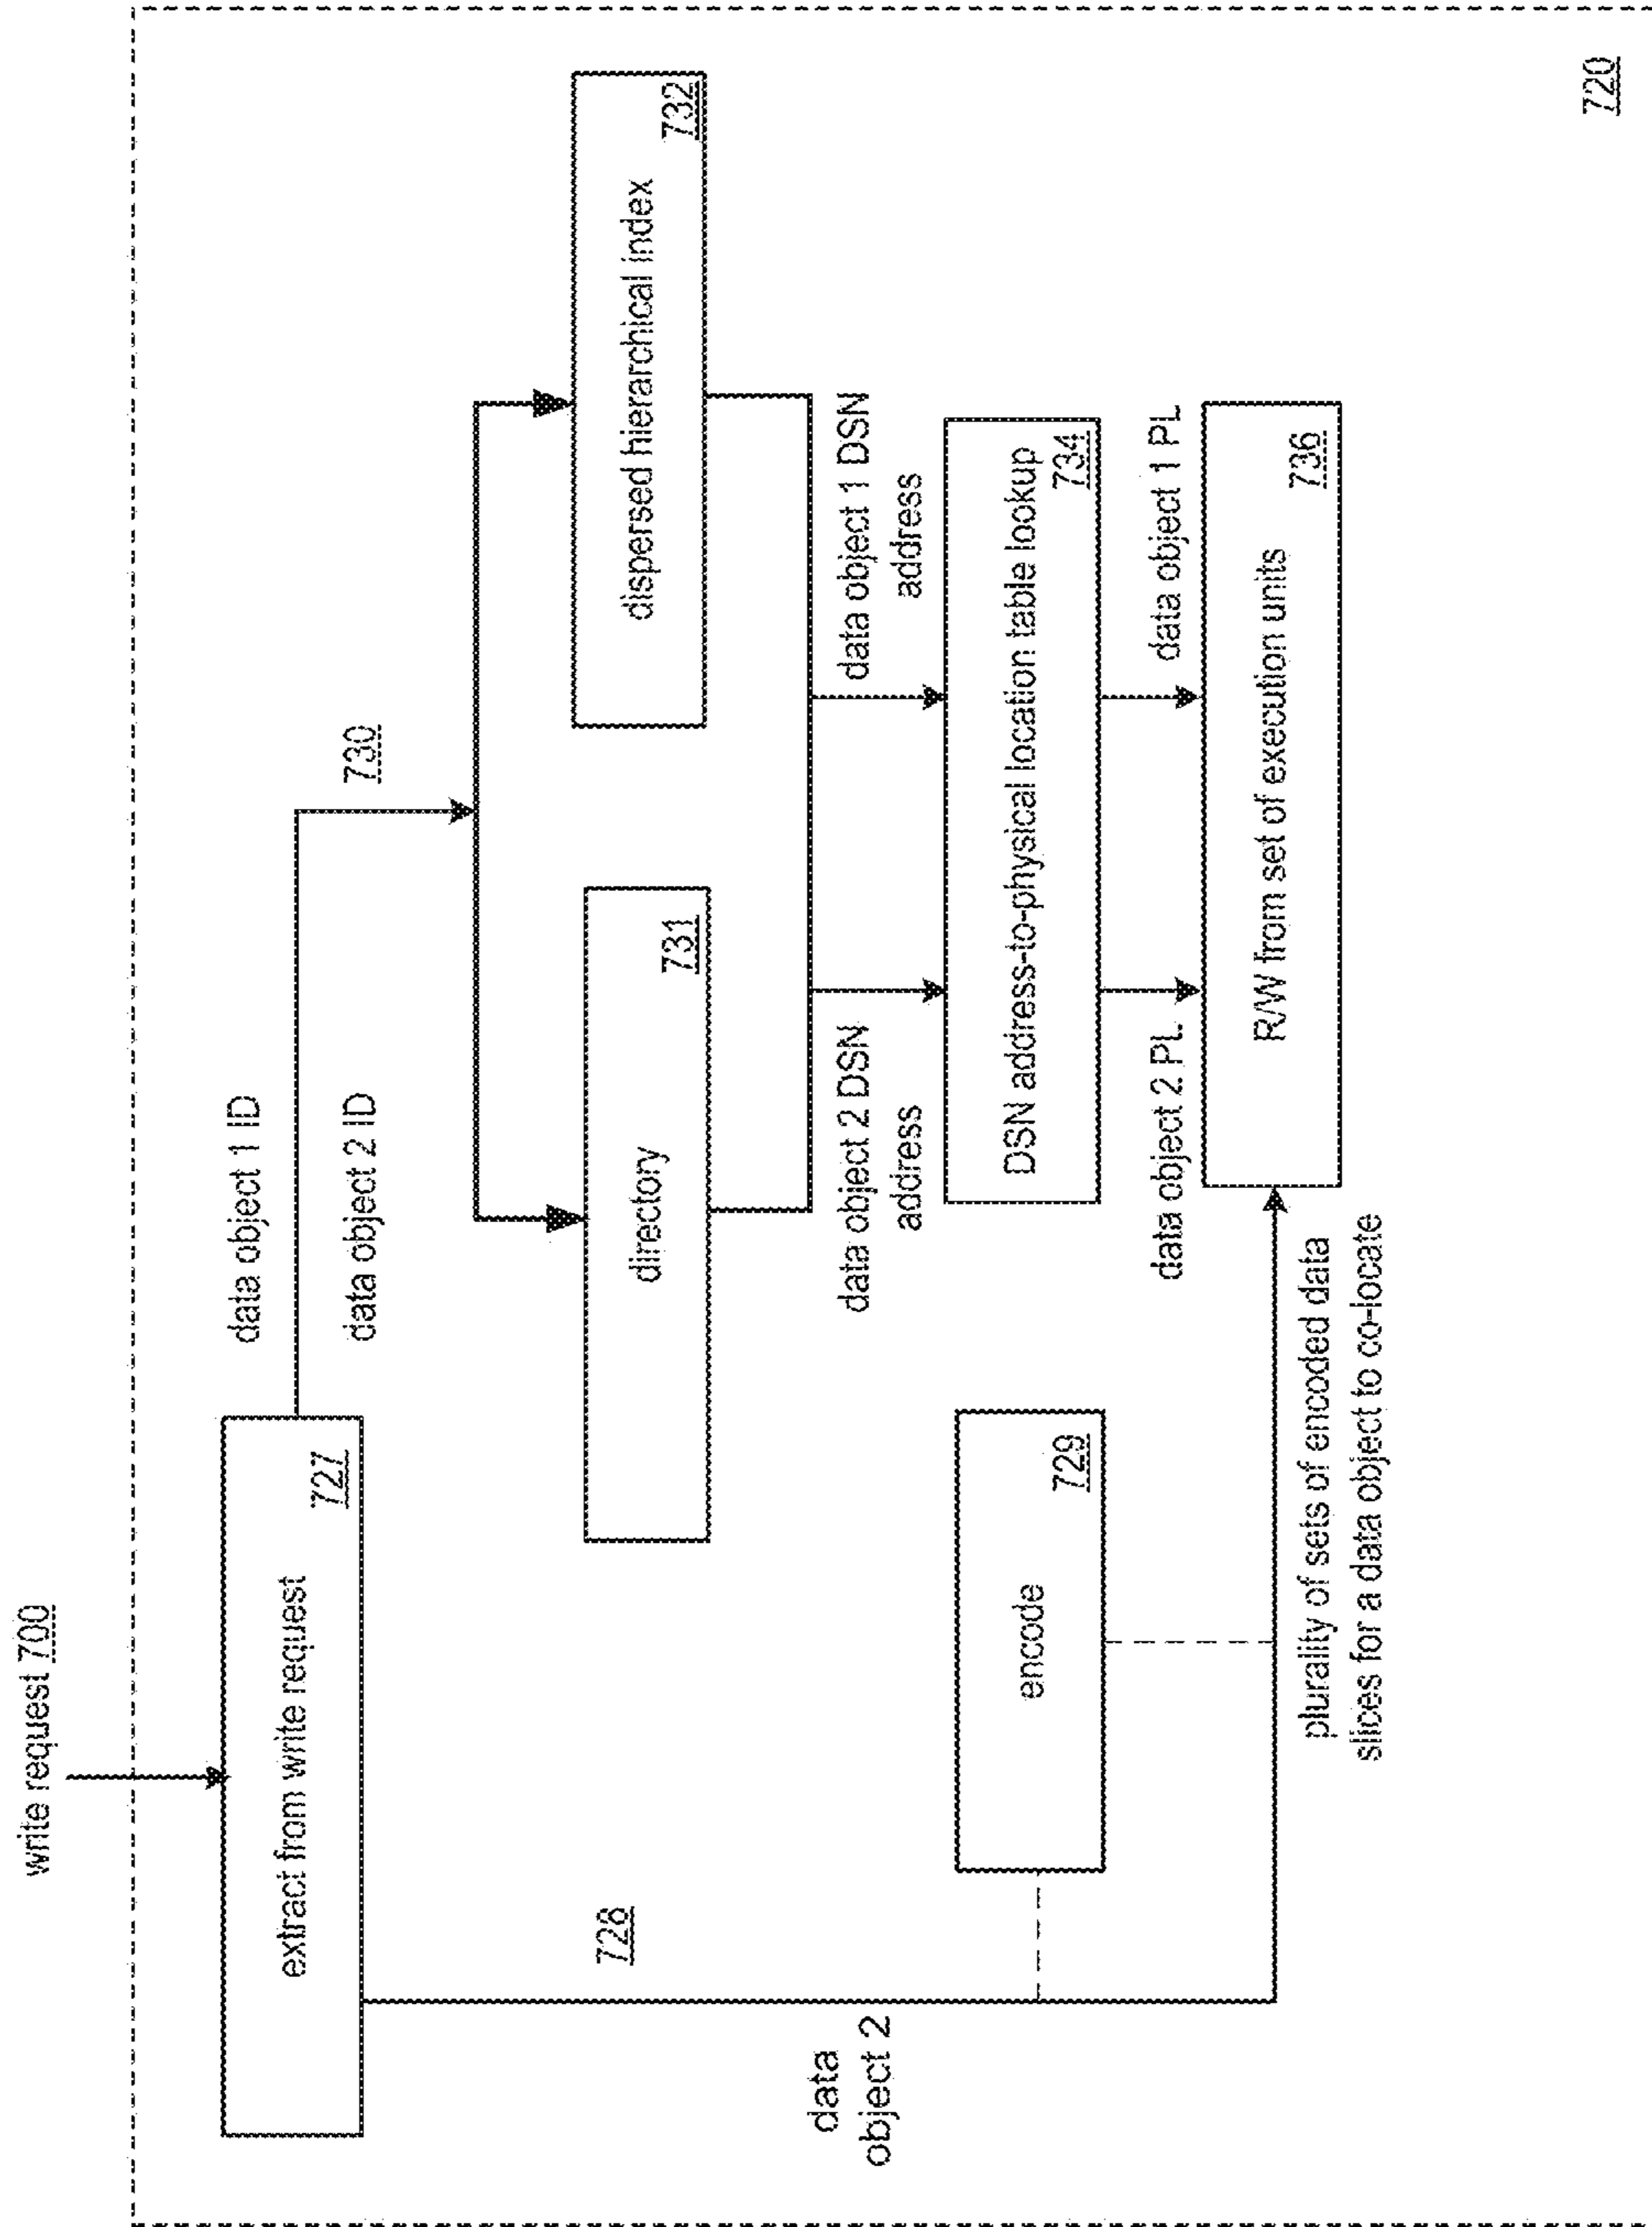 write request 700
extract from write request
727
data object 1 ID
data object 2 ID
730
728
data
object 2
directory
731
dispersed hierarchical index
732
data object 2 DSN
address
data object 1 DSN
address
encode
729
DSN address-to-physical location table lookup
734
data object 2 PL
data object 1 PL
R/W from set of execution units
736
plurality of sets of encoded data
slices for a data object to co-locate
720